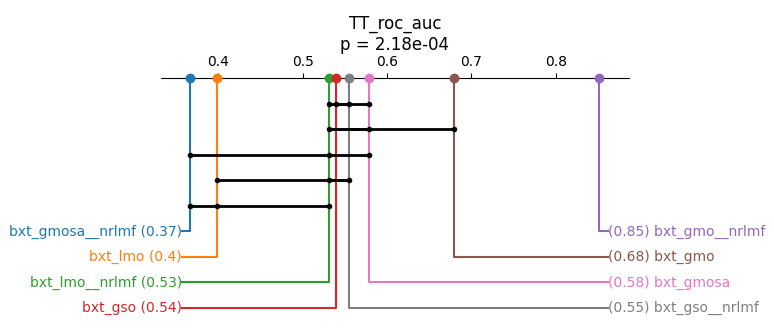 TT_roc_auc
p = 2.18e-04
0.4 0.5 0.6 0.7 0.8
bxt_gmosa__nrlmf (0.37) (0.85) bxt_gmo__nrlmf
bxt_lmo (0.4) (0.68) bxt_gmo
bxt_lmo__nrlmf (0.53) (0.58) bxt_gmosa
bxt_gso (0.54) (0.55) bxt_gso__nrlmf